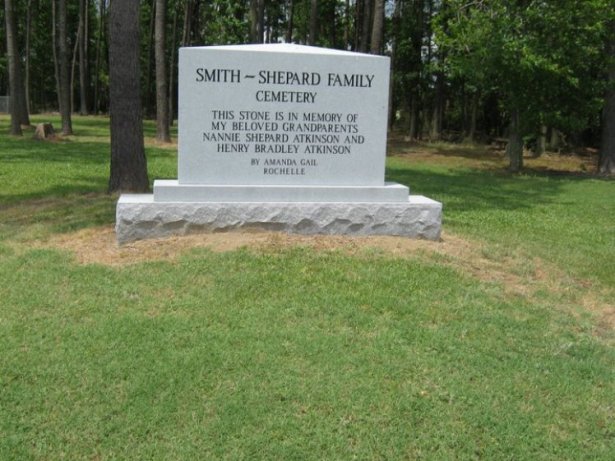 SMITH ~ SHEPARD FAMILY
CEMETERY
THIS STONE IS IN MEMORY OF
MY BELOVED GRANDPARENTS
NANNIE SHEPARD ATKINSON AND
HENRY BRADLEY ATKINSON
BY AMANDA GAIL
ROCHELLE